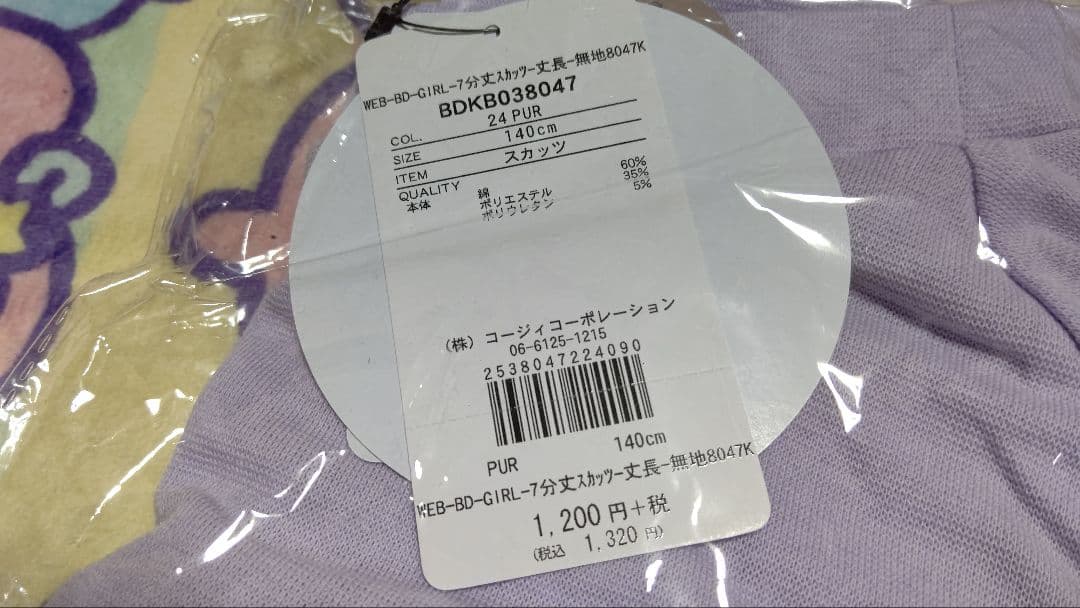 WEB-BD-GIRL-7分丈ｽｶｯﾂｰ丈長-無地8047K
BDKB038047
COL. 24 PUR
SIZE 140cm
ITEM スカッツ
QUALITY
本体 綿 60%
ポリエステル 35%
ポリウレタン 5%
(株) コージィコーポレーション
06-6125-1215
2538047224090
PUR 140cm
WEB-BD-GIRL-7分丈ｽｶｯﾂｰ丈長-無地8047K
1,200 円+税
(税込 1,320 円)